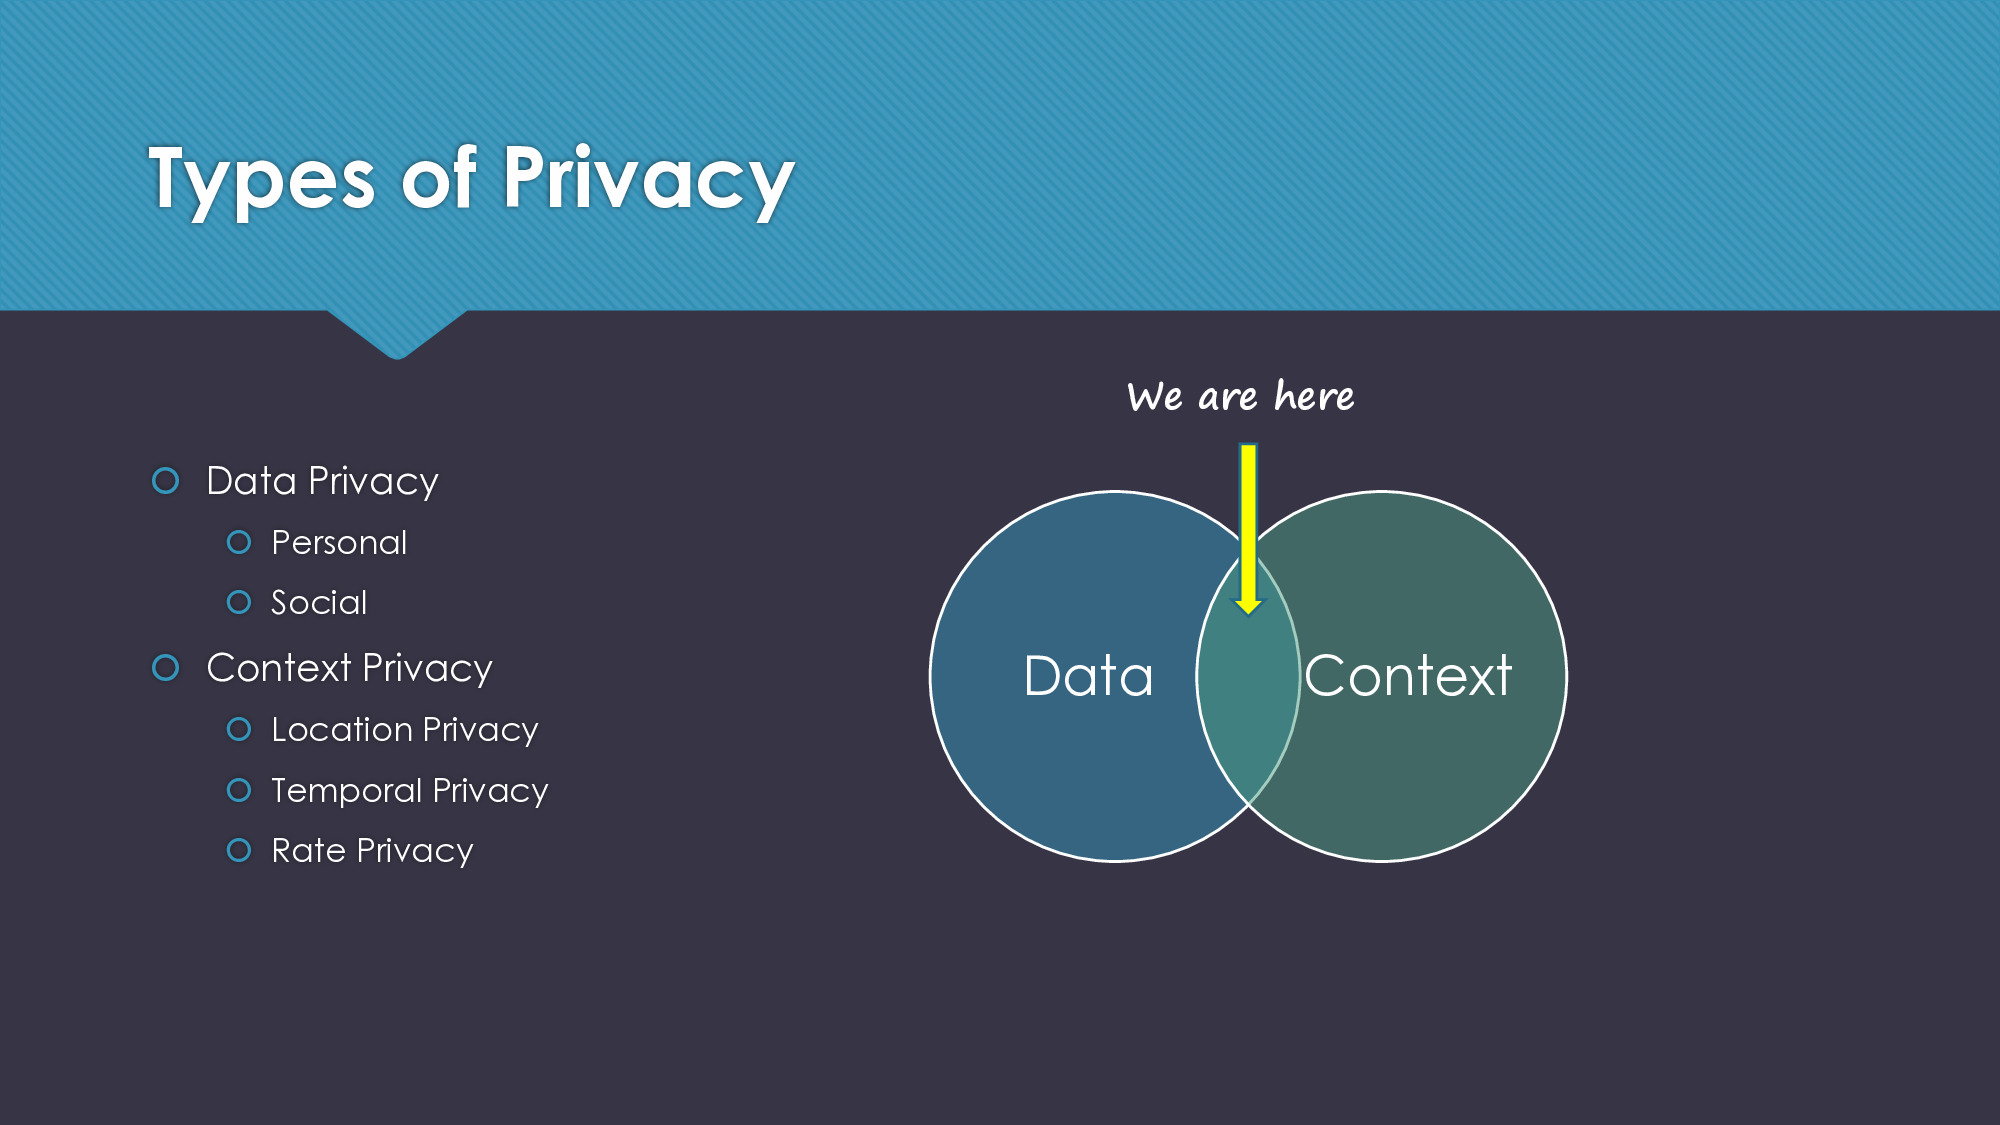 Types of Privacy
Data Privacy
Personal
Social
Context Privacy
Location Privacy
Temporal Privacy
Rate Privacy
We are here
Data
Context